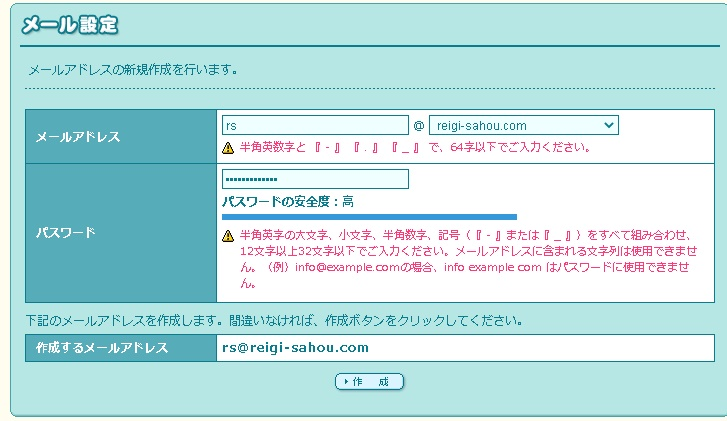 メール設定
メールアドレスの新規作成を行います。
メールアドレス
rs @ reigi-sahou.com
半角英数字と 『 - 』 『 . 』 『 _ 』 で、64字以下でご入力ください。
パスワード
••••••••••••
パスワードの安全度：高
半角英字の大文字、小文字、半角数字、記号（『 - 』または『 _ 』）をすべて組み合わせ、
12文字以上32文字以下でご入力ください。メールアドレスに含まれる文字列は使用できませ
ん。（例）info@example.comの場合、info example com はパスワードに使用できませ
ん。
下記のメールアドレスを作成します。間違いなければ、作成ボタンをクリックしてください。
作成するメールアドレス
rs@reigi-sahou.com
作 成